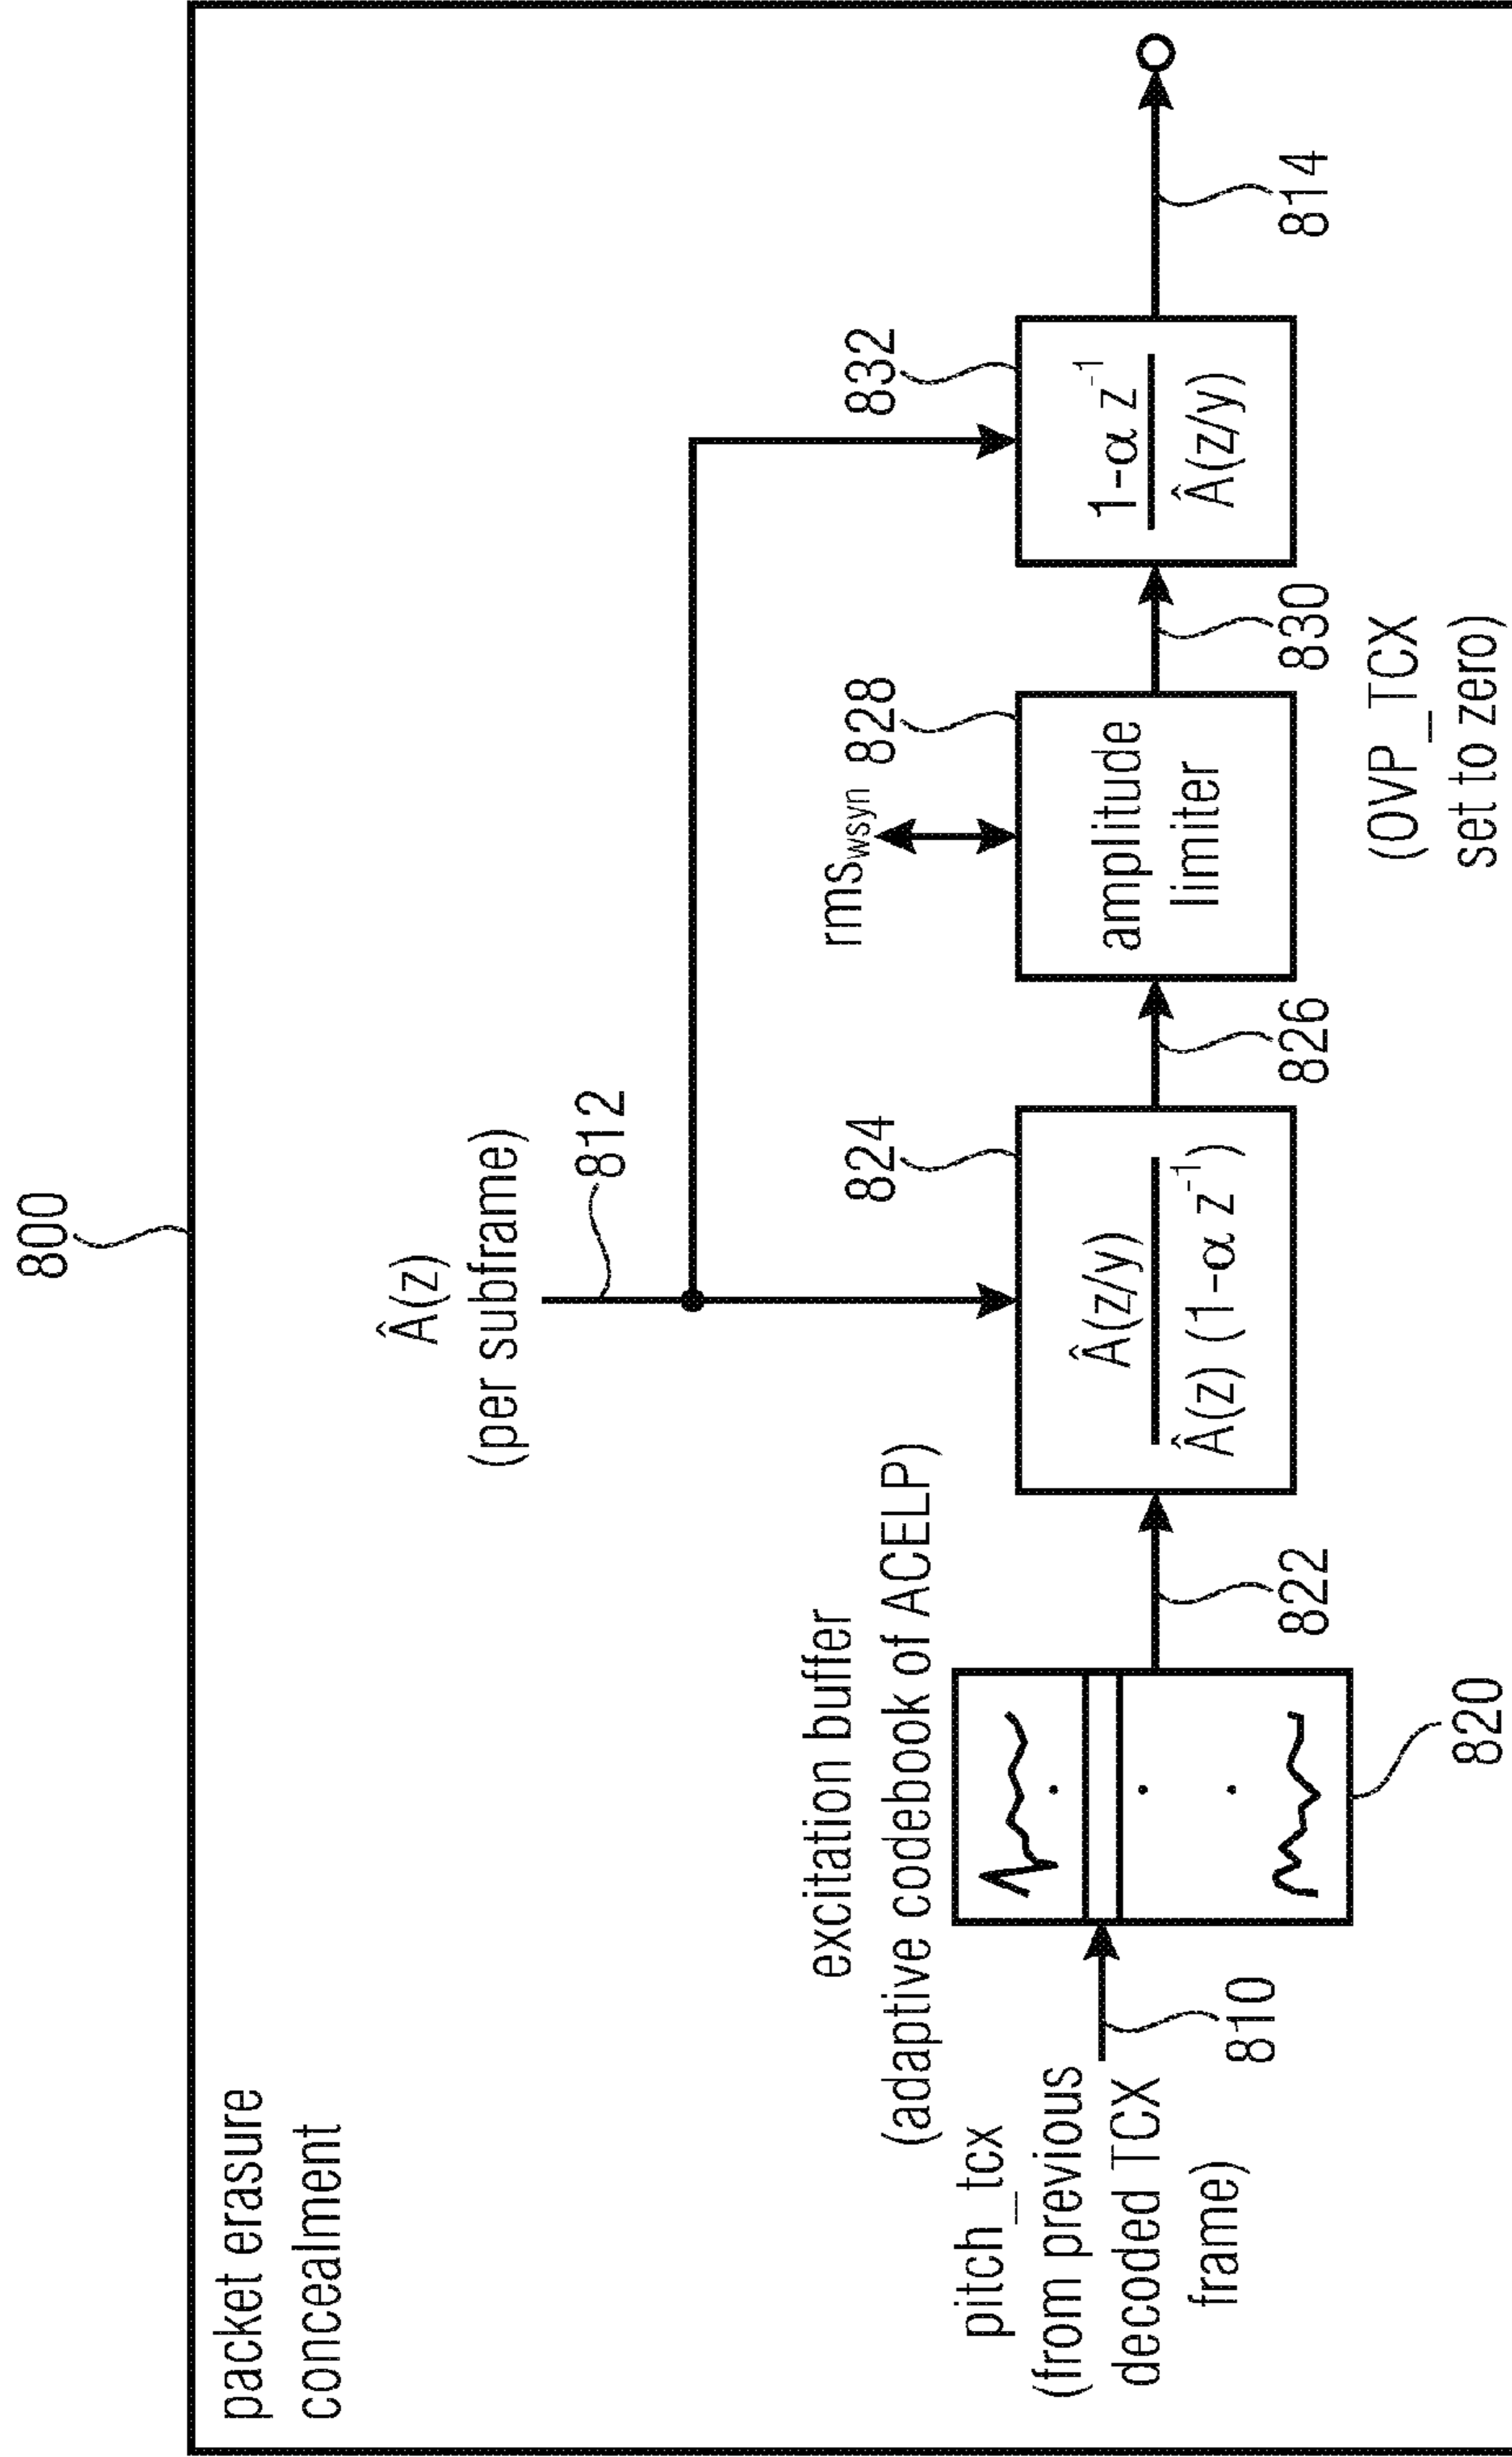 800
packet erasure
concealment
Â(z)
(per subframe)
812
excitation buffer
(adaptive codebook of ACELP)
pitch_tcx
(from previous
decoded TCX
frame)
810
820
822
824
Â(z/y)
Â(z) (1-α z⁻¹)
826
rms_wsyn
828
amplitude
limiter
830
(OVP_TCX
set to zero)
832
1-α z⁻¹
Â(z/y)
814